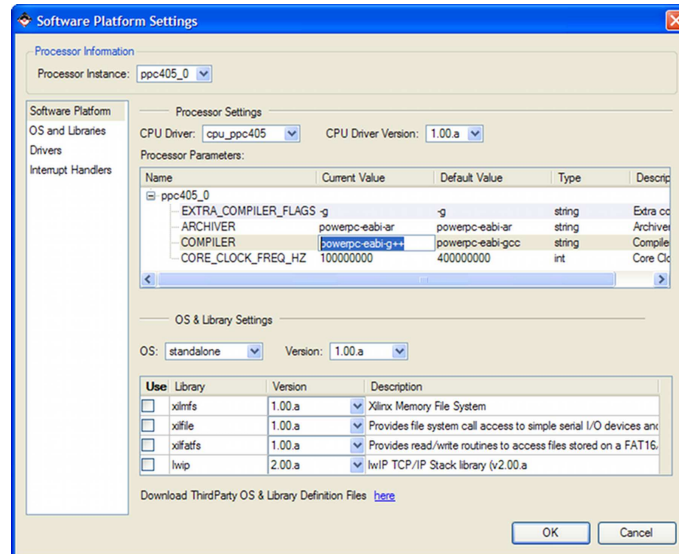 Software Platform Settings
Processor Information
Processor Instance: ppc405_0
Software Platform
OS and Libraries
Drivers
Interrupt Handlers
Processor Settings
CPU Driver: cpu_ppc405 CPU Driver Version: 1.00.a
Processor Parameters:
Name Current Value Default Value Type Descrip
ppc405_0
EXTRA_COMPILER_FLAGS -g -g string Extra co
ARCHIVER powerpc-eabi-ar powerpc-eabi-ar string Archiver
COMPILER powerpc-eabi-g++ powerpc-eabi-gcc string Compile
CORE_CLOCK_FREQ_HZ 100000000 400000000 int Core Clo
OS & Library Settings
OS: standalone Version: 1.00.a
Use Library Version Description
xilmfs 1.00.a Xilinx Memory File System
xilfile 1.00.a Provides file system call access to simple serial I/O devices and
xilfatfs 1.00.a Provides read/write routines to access files stored on a FAT16
lwip 2.00.a lwIP TCP/IP Stack library (v2.00.a
Download ThirdParty OS & Library Definition Files here
OK Cancel